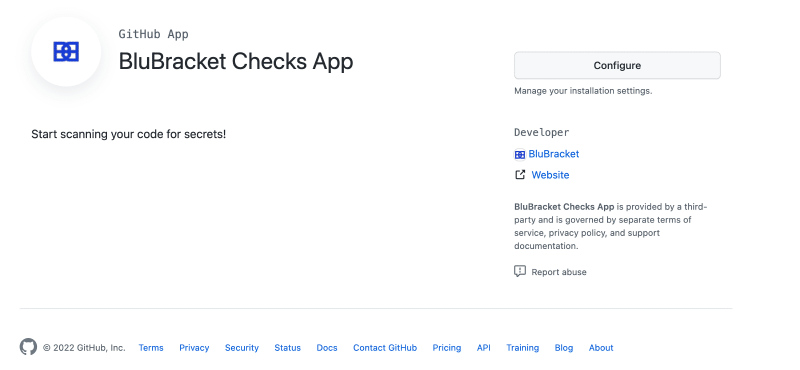 GitHub App
BluBracket Checks App
Start scanning your code for secrets!
Configure
Manage your installation settings.
Developer
BluBracket
Website
BluBracket Checks App is provided by a third-
party and is governed by separate terms of
service, privacy policy, and support
documentation.
Report abuse
© 2022 GitHub, Inc. Terms Privacy Security Status Docs Contact GitHub Pricing API Training Blog About